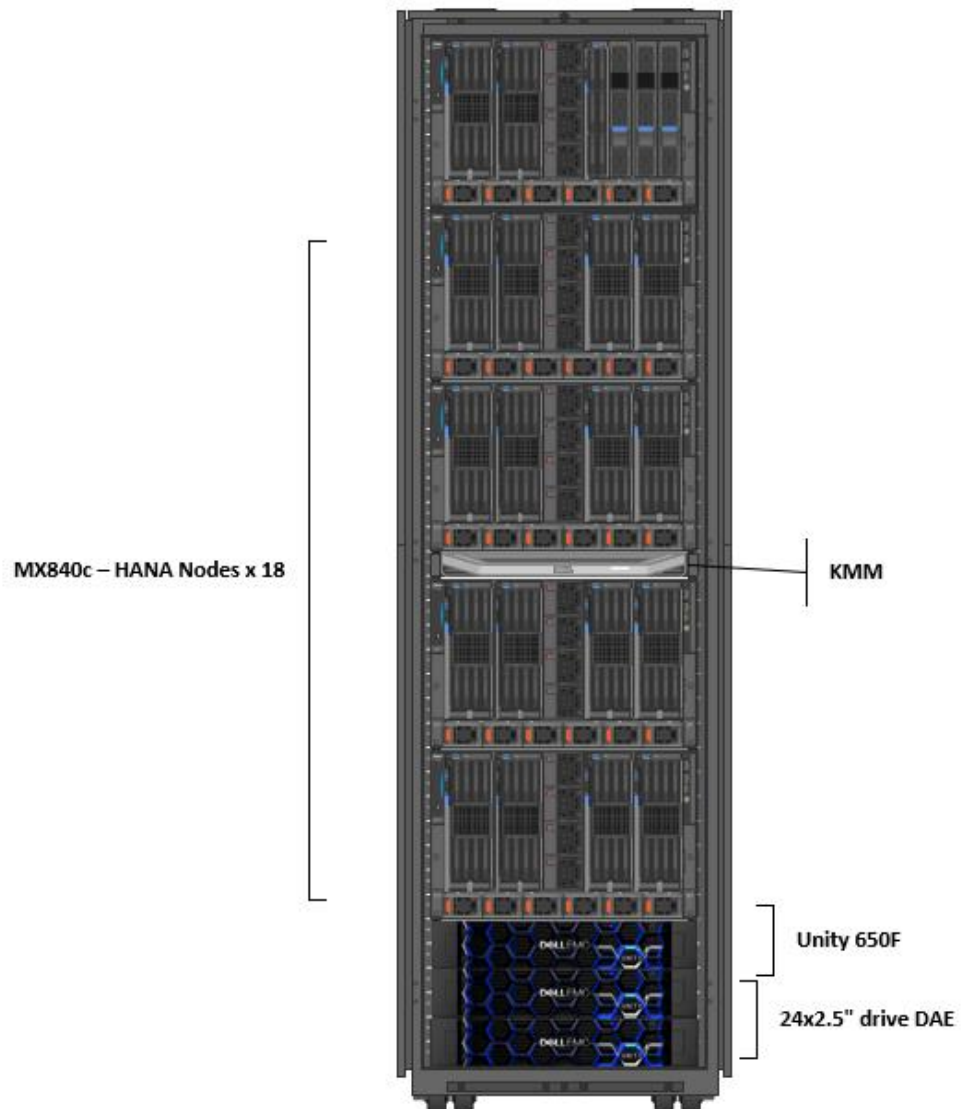 MX840c – HANA Nodes x 18
KMM
Unity 650F
24x2.5" drive DAE
DELLEMC
DELLEMC
DELLEMC